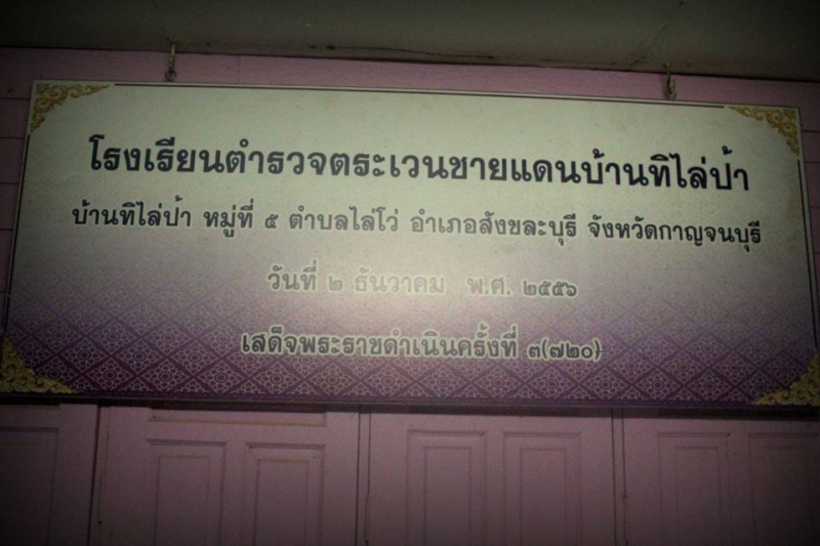 โรงเรียนตำรวจตระเวนชายแดนบ้านทิไล่ป้า
บ้านทิไล่ป้า หมู่ที่ ๕ ตำบลไล่โว่ อำเภอสังขละบุรี จังหวัดกาญจนบุรี
วันที่ ๒ ธันวาคม พ.ศ. ๒๕๕๖
เสด็จพระราชดำเนินครั้งที่ ๓(๗๒๐)